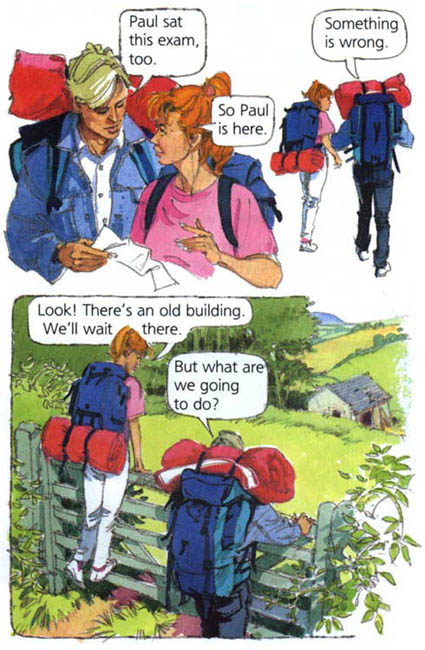 Paul sat
this exam,
too.
So Paul
is here.
Something
is wrong.
Look! There's an old building.
We'll wait there.
But what are
we going
to do?